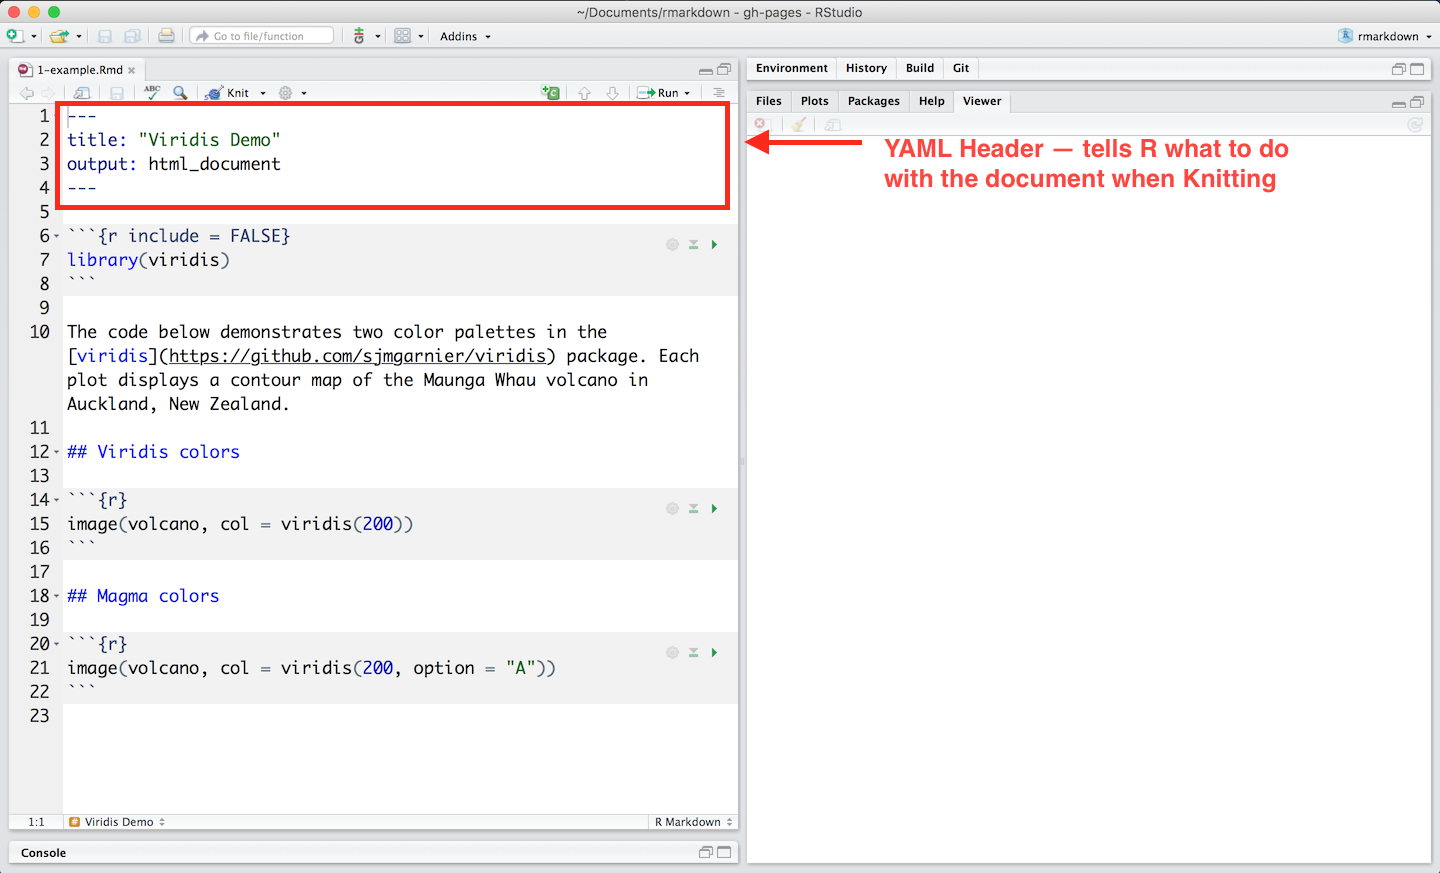 ~/Documents/rmarkdown - gh-pages - RStudio
Go to file/function
Addins
rmarkdown
1-example.Rmd
ABC
Knit
Run
1 ---
2 title: "Viridis Demo"
3 output: html_document
4 ---
5
6 ```{r include = FALSE}
7 library(viridis)
8 ```
9
10 The code below demonstrates two color palettes in the
[viridis](https://github.com/sjmgarnier/viridis) package. Each
plot displays a contour map of the Maunga Whau volcano in
Auckland, New Zealand.
11
12 ## Viridis colors
13
14 ```{r}
15 image(volcano, col = viridis(200))
16 ```
17
18 ## Magma colors
19
20 ```{r}
21 image(volcano, col = viridis(200, option = "A"))
22 ```
23
1:1 # Viridis Demo R Markdown
Console
Environment History Build Git
Files Plots Packages Help Viewer
YAML Header — tells R what to do
with the document when Knitting